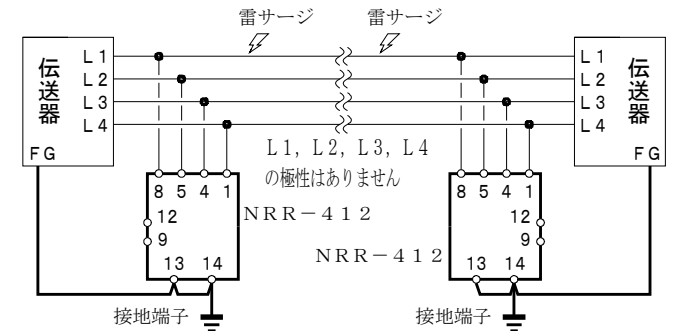 雷サージ 雷サージ
伝送器 L1 L1 伝送器
L2 L2
L3 L3
L4 L4
FG L1, L2, L3, L4 FG
の極性はありません
8 5 4 1 8 5 4 1
12 NRR-412 12
9 9
NRR-412
13 14 13 14
接地端子 接地端子